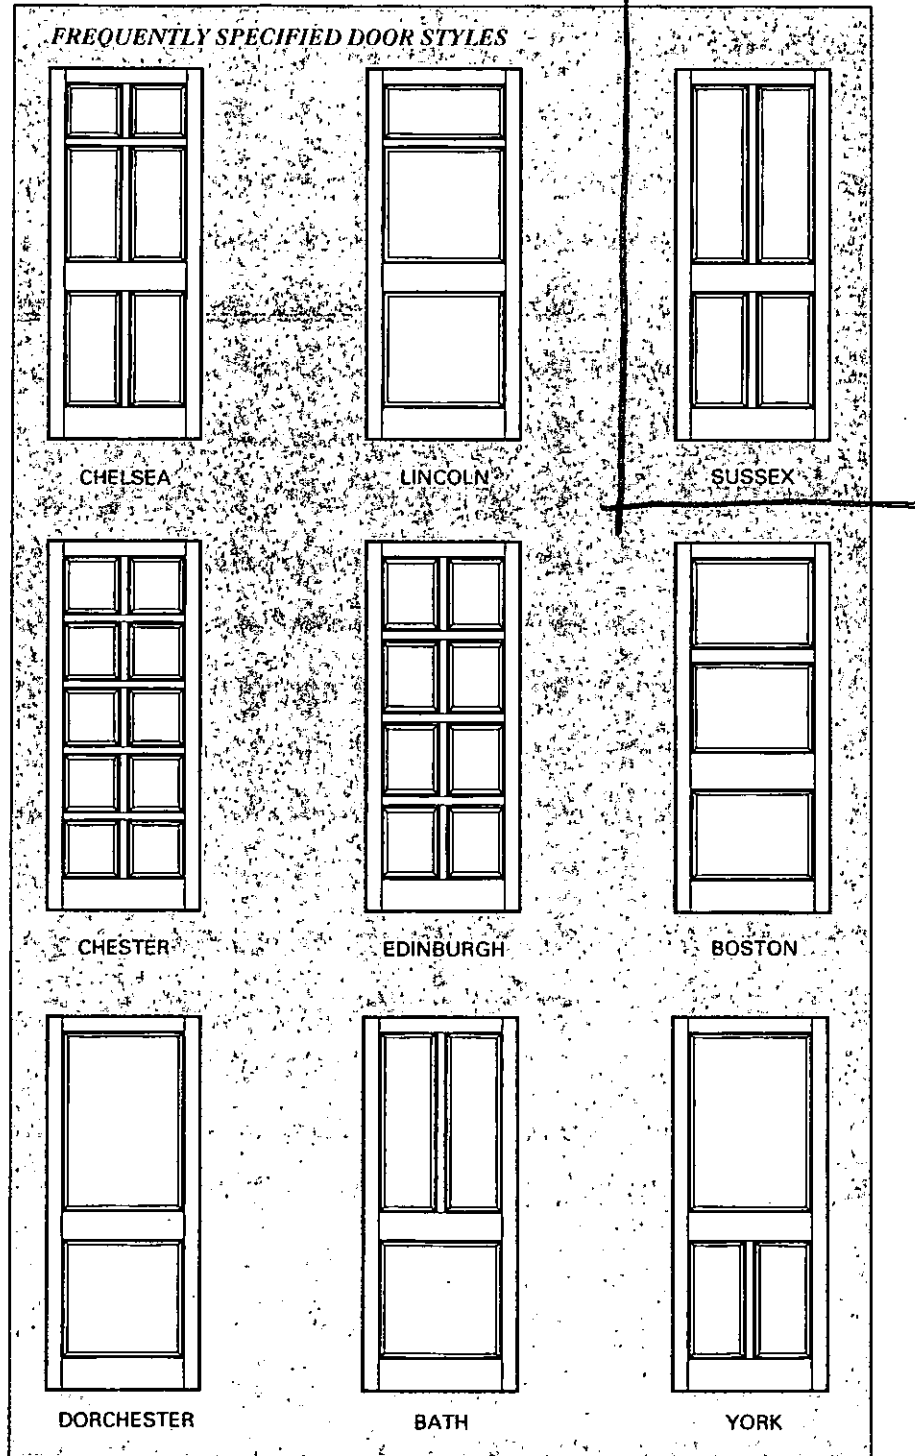 FREQUENTLY SPECIFIED DOOR STYLES
CHELSEA LINCOLN SUSSEX
CHESTER EDINBURGH BOSTON
DORCHESTER BATH YORK